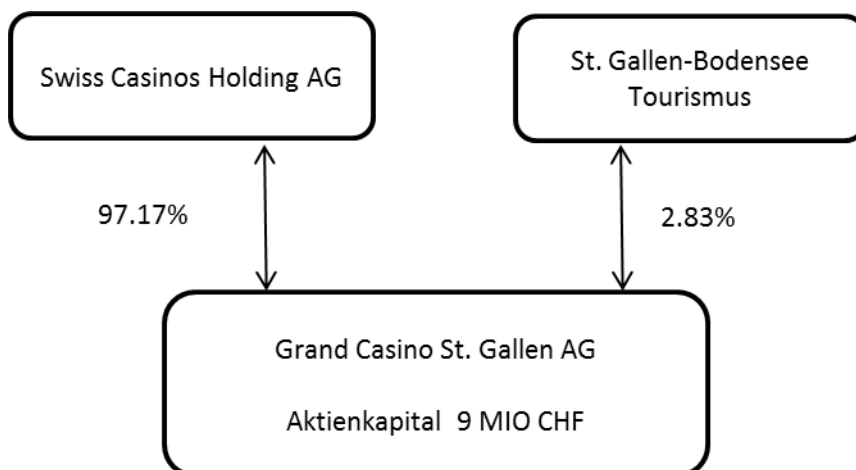 Swiss Casinos Holding AG
St. Gallen-Bodensee
Tourismus
97.17%
2.83%
Grand Casino St. Gallen AG
Aktienkapital 9 MIO CHF